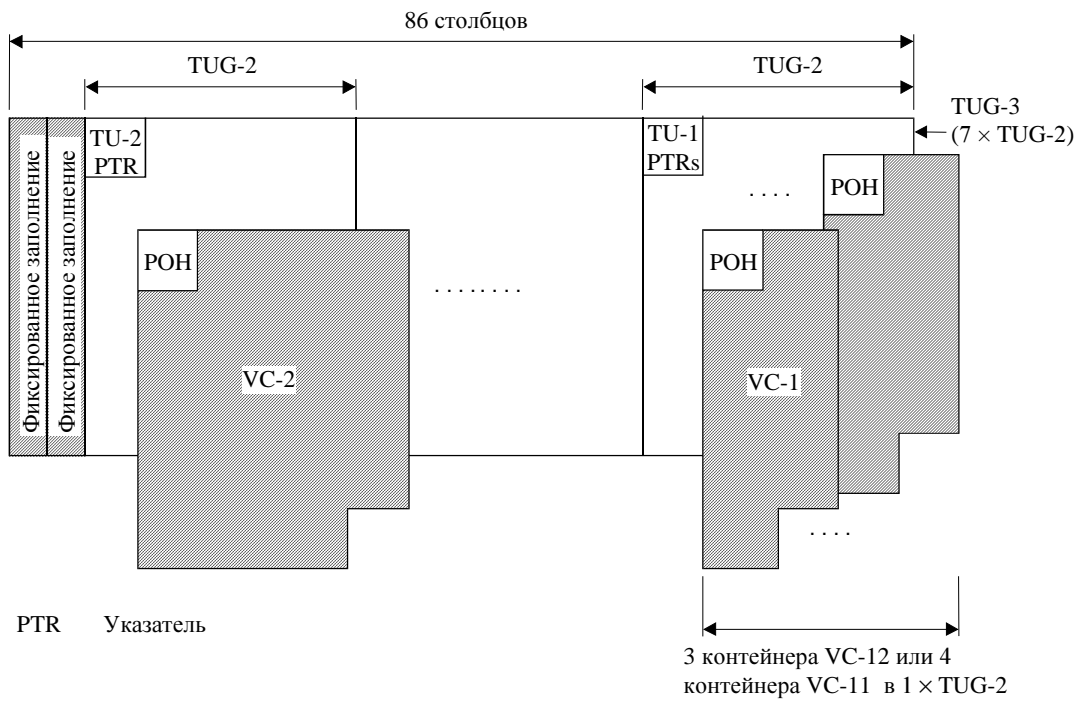 86 столбцов
TUG-2
TUG-2
TUG-3
(7 × TUG-2)
Фиксированное заполнение
Фиксированное заполнение
TU-2
PTR
TU-1
PTRs
. . . .
POH
POH
POH
. . . . . . . .
VC-2
VC-1
. . . .
PTR Указатель
3 контейнера VC-12 или 4
контейнера VC-11 в 1 × TUG-2